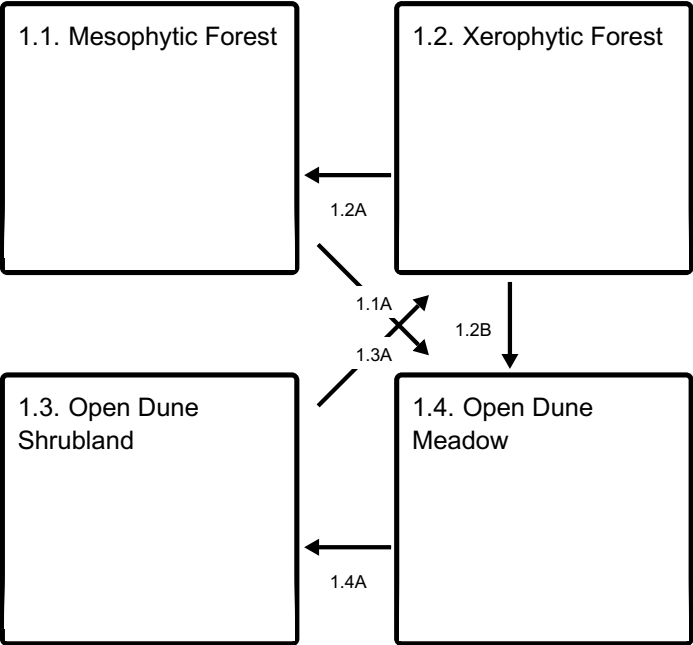 1.1. Mesophytic Forest
1.2. Xerophytic Forest
1.2A
1.1A
1.2B
1.3A
1.3. Open Dune
Shrubland
1.4. Open Dune
Meadow
1.4A